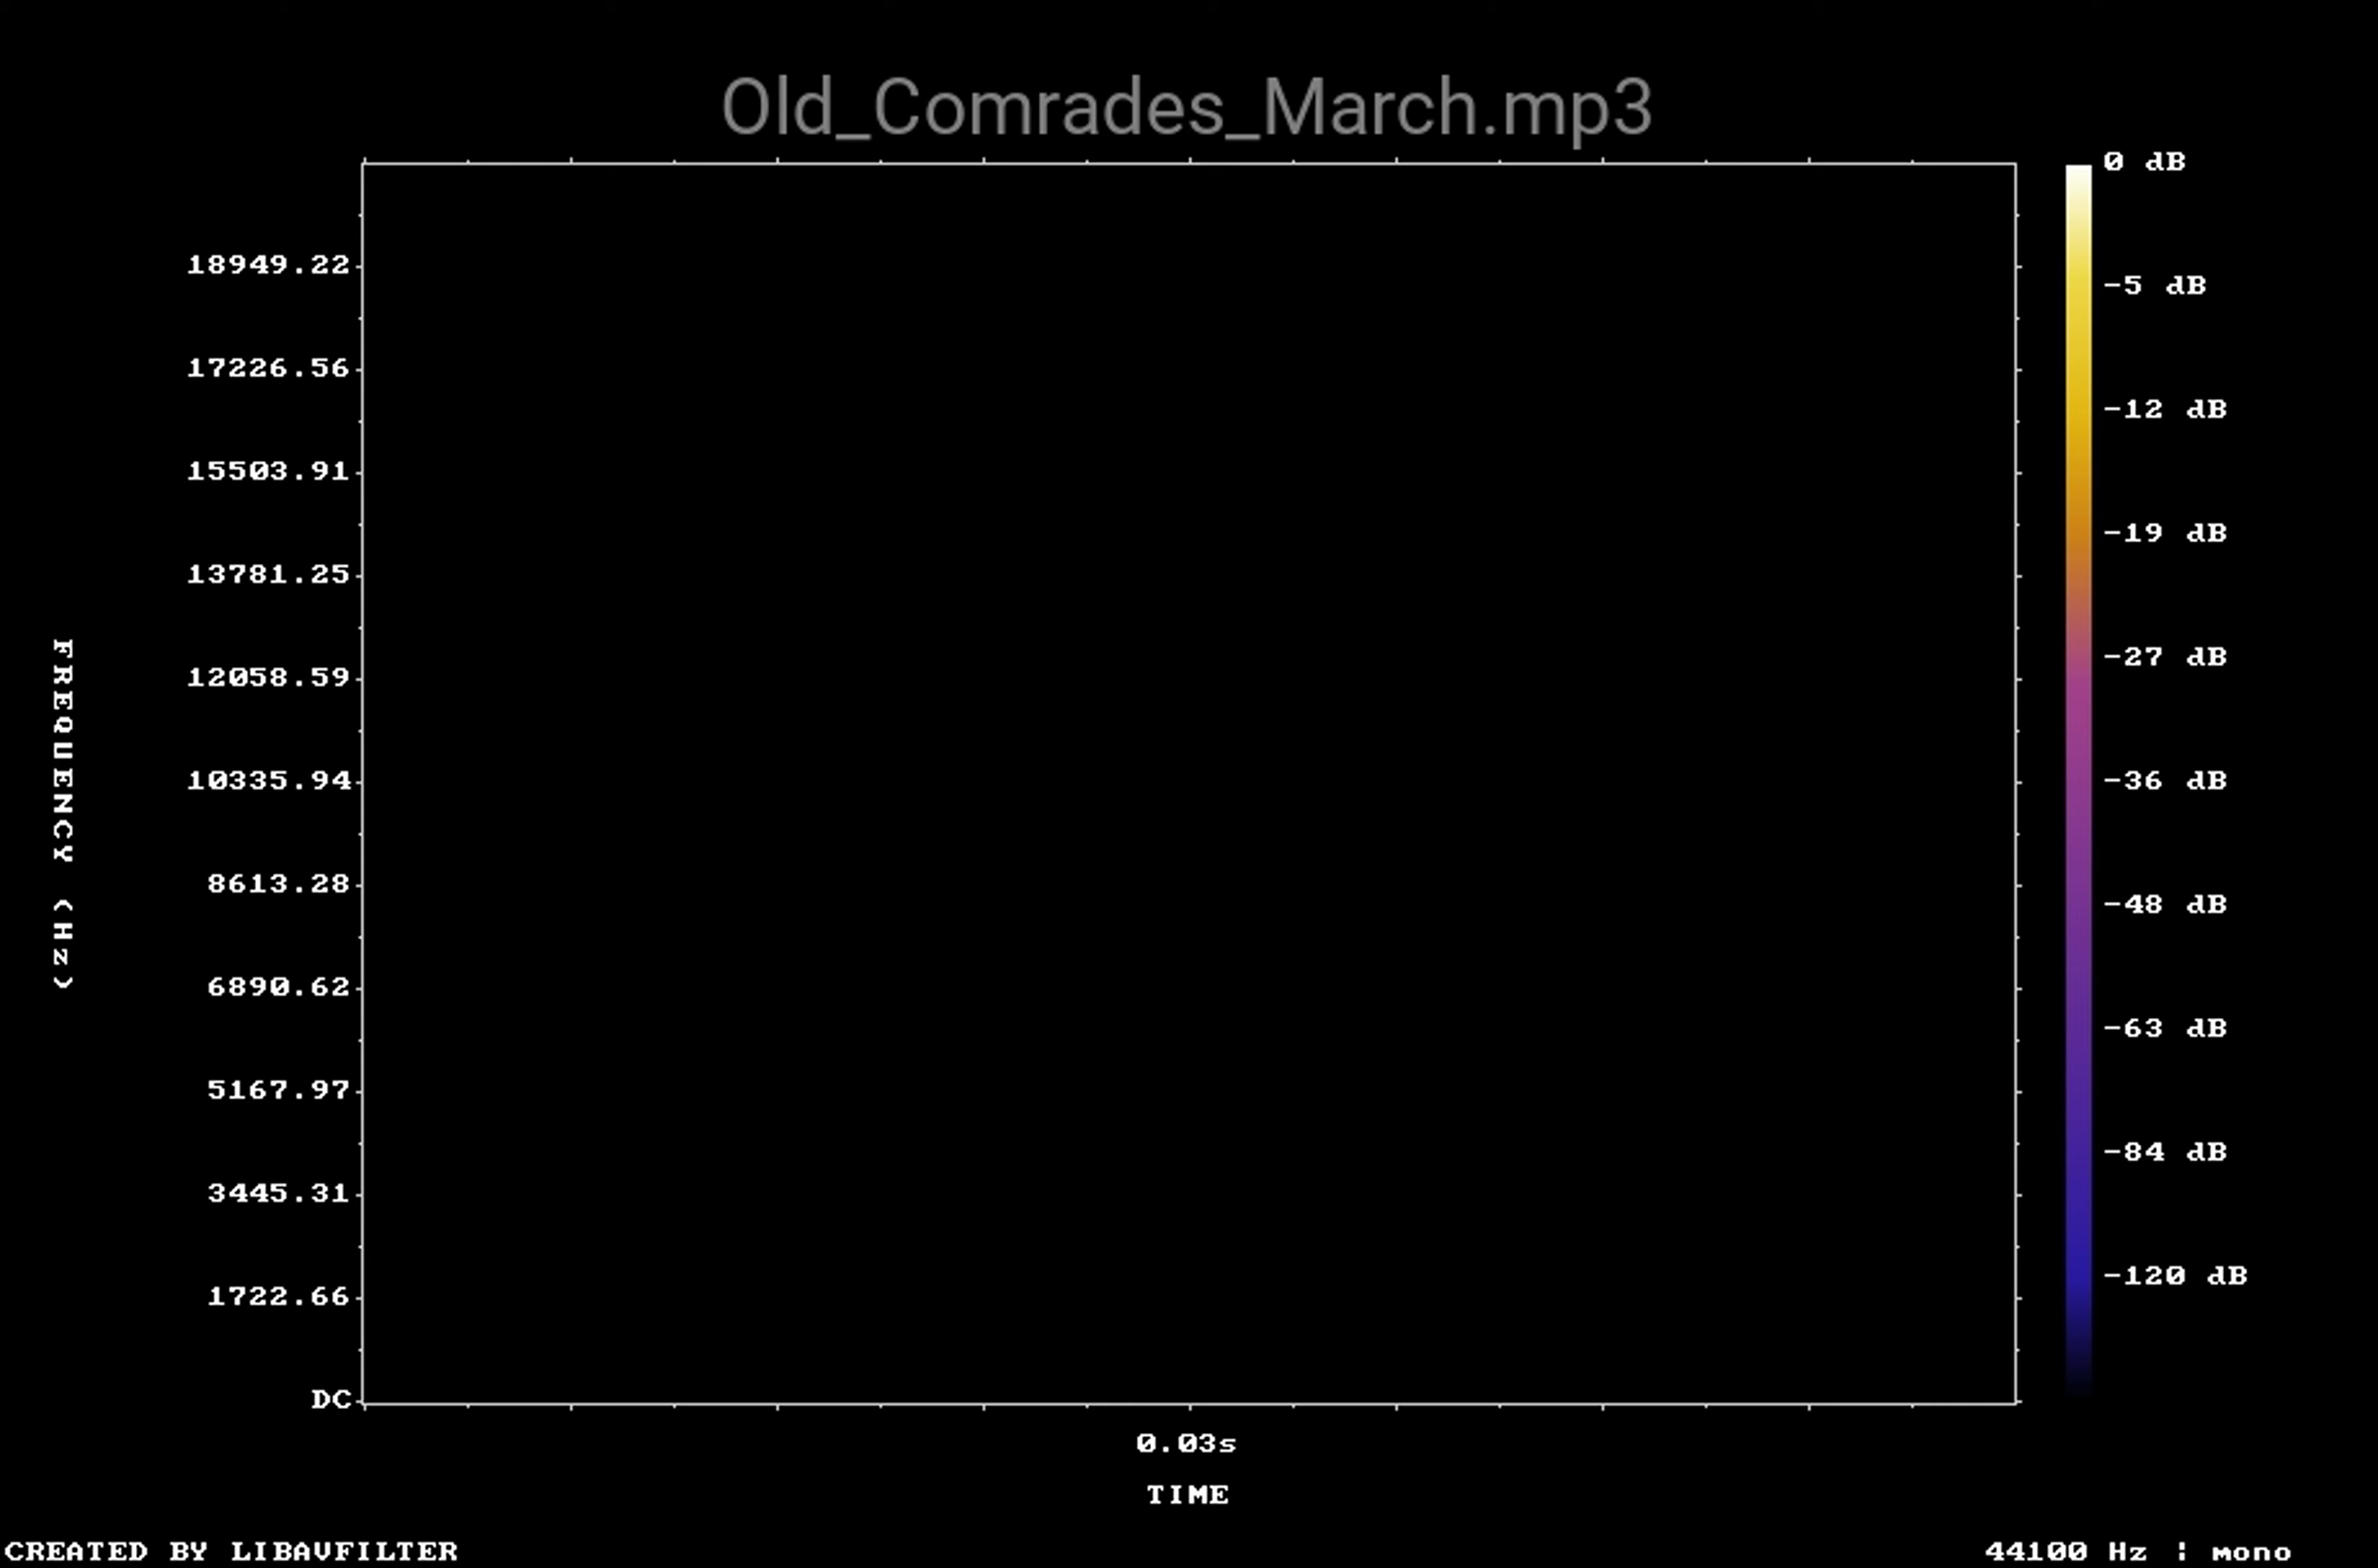 Old_Comrades_March.mp3
0 dB
18949.22
-5 dB
17226.56
-12 dB
15503.91
-19 dB
13781.25
-27 dB
12058.59
10335.94
-36 dB
8613.28
-48 dB
6890.62
-63 dB
5167.97
-84 dB
3445.31
-120 dB
1722.66
DC
FREQUENCY (Hz)
0.03s
TIME
CREATED BY LIBAVFILTER
44100 Hz | mono